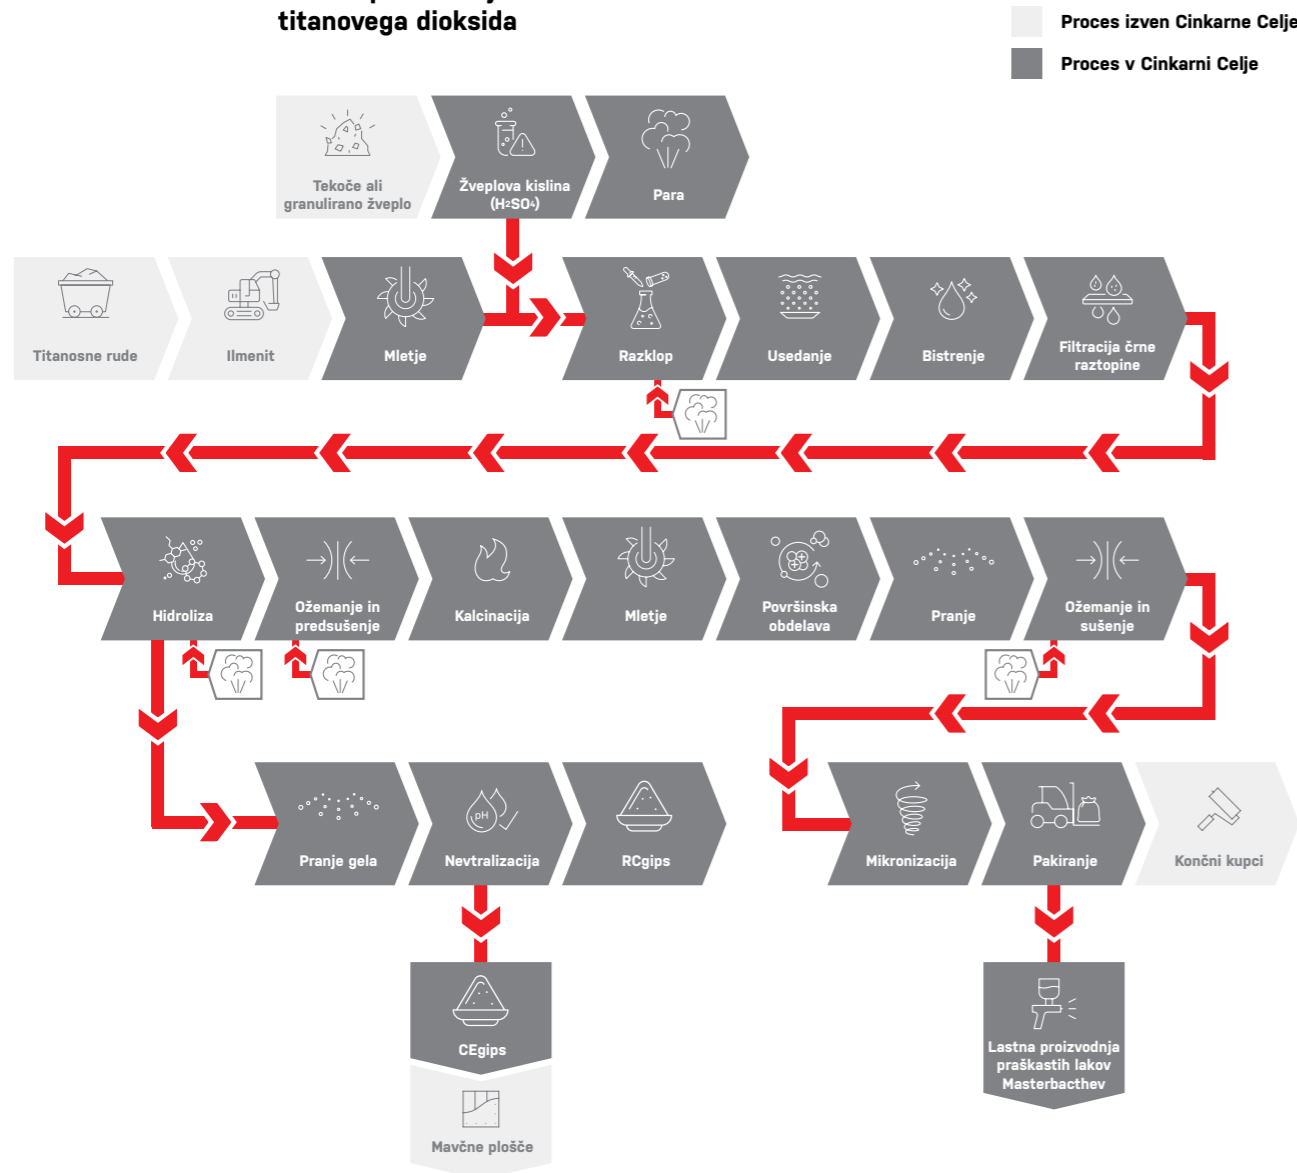 titanovega dioksida
Proces izven Cinkarne Celje
Proces v Cinkarni Celje
Tekoče ali
granulirano žveplo
Žveplova kislina
(H2SO4)
Para
Titanosne rude
Ilmenit
Mletje
Razklop
Usedanje
Bistrenje
Filtracija črne
raztopine
Hidroliza
Ožemanje in
predsušenje
Kalcinacija
Mletje
Površinska
obdelava
Pranje
Ožemanje in
sušenje
Pranje gela
pH
Nevtralizacija
RCgips
Mikronizacija
Pakiranje
Končni kupci
CEgips
Mavčne plošče
Lastna proizvodnja
praškastih lakov
Masterbacthev